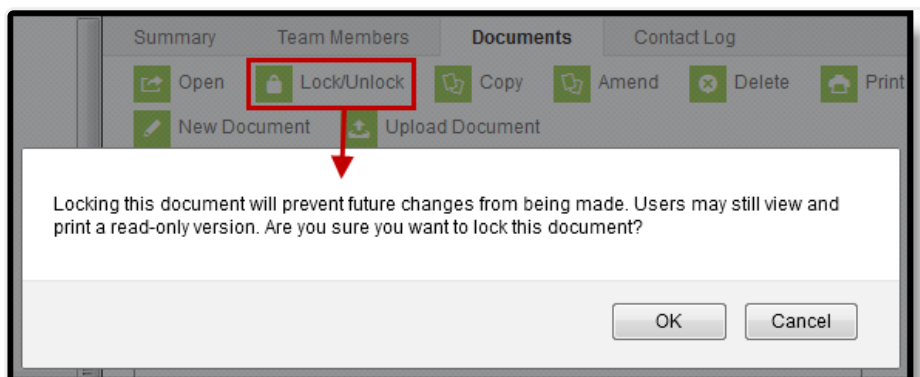 Summary Team Members Documents Contact Log
Open Lock/Unlock Copy Amend Delete Print
New Document Upload Document
Locking this document will prevent future changes from being made. Users may still view and
print a read-only version. Are you sure you want to lock this document?
OK Cancel